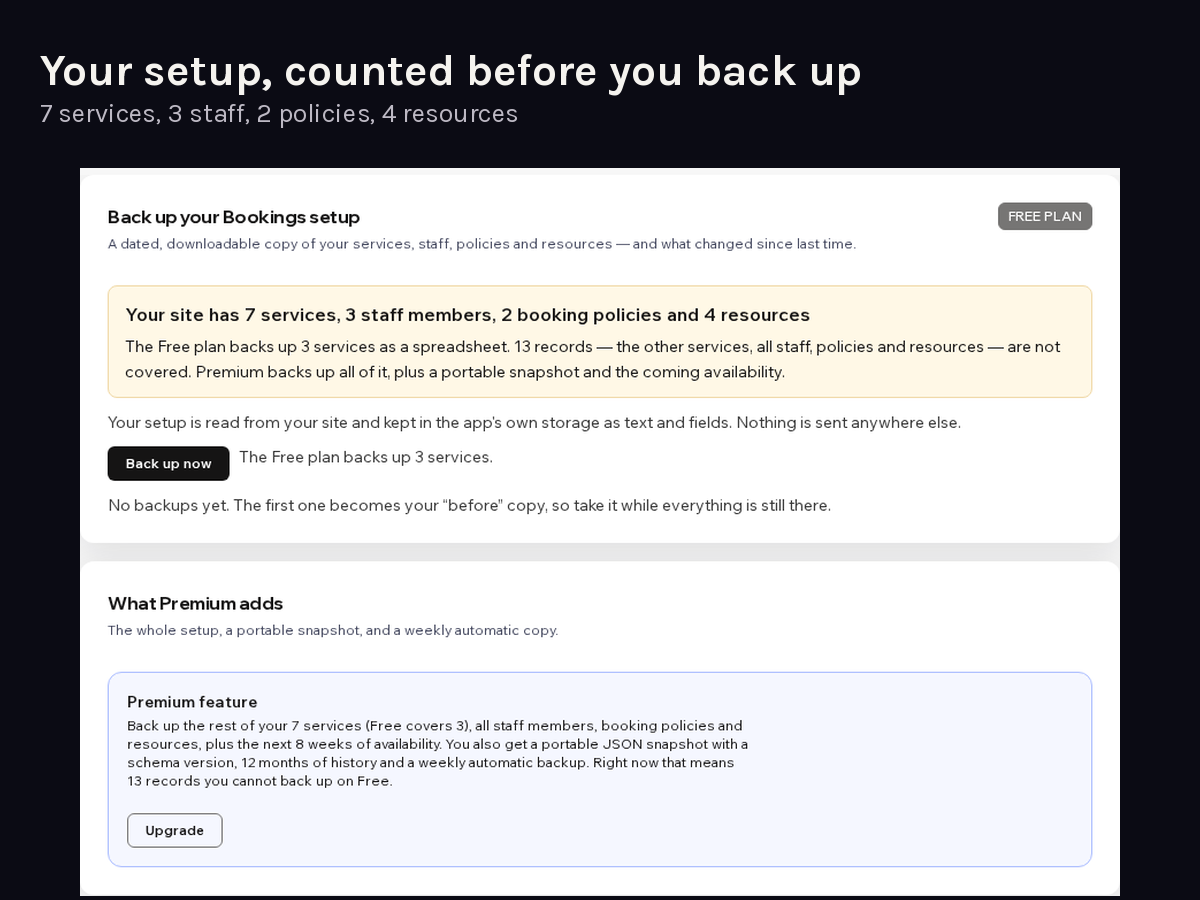 Your setup, counted before you back up
7 services, 3 staff, 2 policies, 4 resources
Back up your Bookings setup
FREE PLAN
A dated, downloadable copy of your services, staff, policies and resources — and what changed since last time.
Your site has 7 services, 3 staff members, 2 booking policies and 4 resources
The Free plan backs up 3 services as a spreadsheet. 13 records — the other services, all staff, policies and resources — are not
covered. Premium backs up all of it, plus a portable snapshot and the coming availability.
Your setup is read from your site and kept in the app's own storage as text and fields. Nothing is sent anywhere else.
Back up now
The Free plan backs up 3 services.
No backups yet. The first one becomes your “before” copy, so take it while everything is still there.
What Premium adds
The whole setup, a portable snapshot, and a weekly automatic copy.
Premium feature
Back up the rest of your 7 services (Free covers 3), all staff members, booking policies and
resources, plus the next 8 weeks of availability. You also get a portable JSON snapshot with a
schema version, 12 months of history and a weekly automatic backup. Right now that means
13 records you cannot back up on Free.
Upgrade